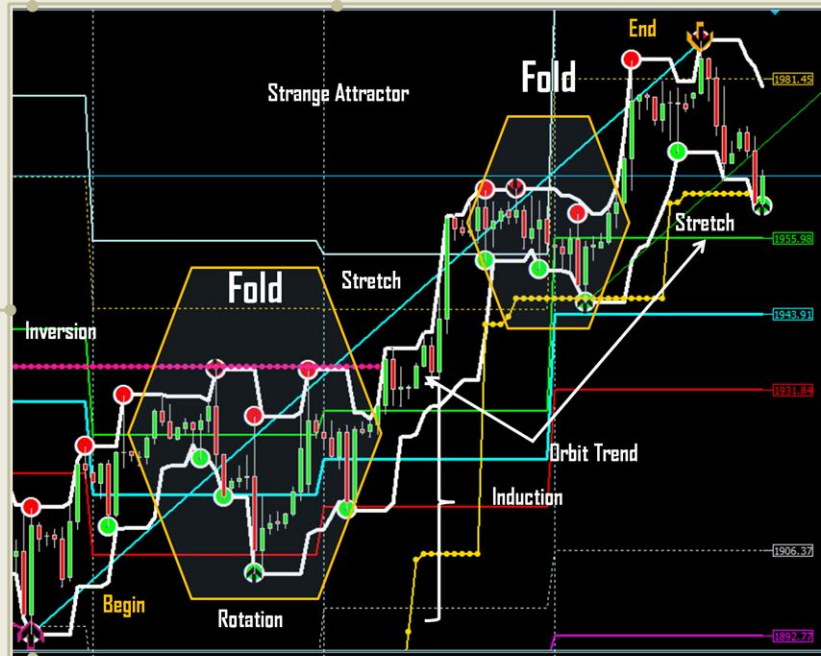 End
Fold
1981.45
Strange Attractor
Stretch
1955.98
Fold
Stretch
1943.91
Inversion
1931.84
Orbit Trend
Induction
1906.37
Begin
Rotation
1892.77